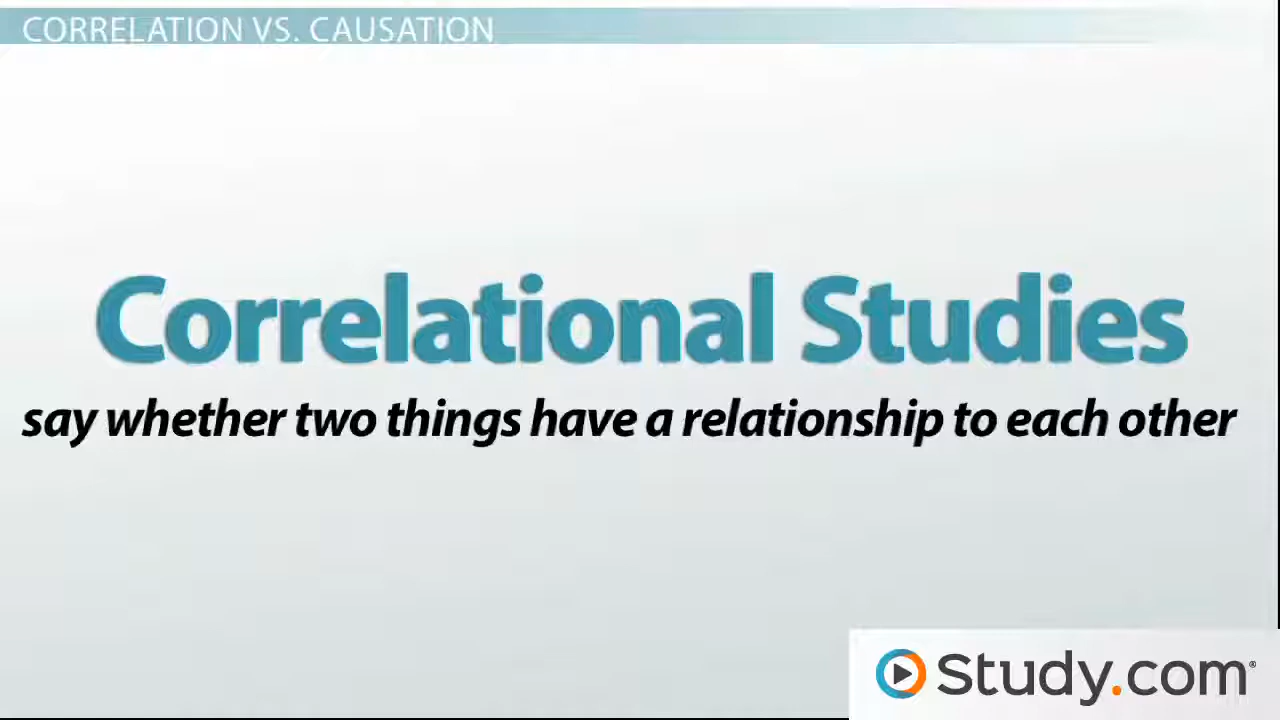 CORRELATION VS. CAUSATION
Correlational Studies
say whether two things have a relationship to each other
Study.com®